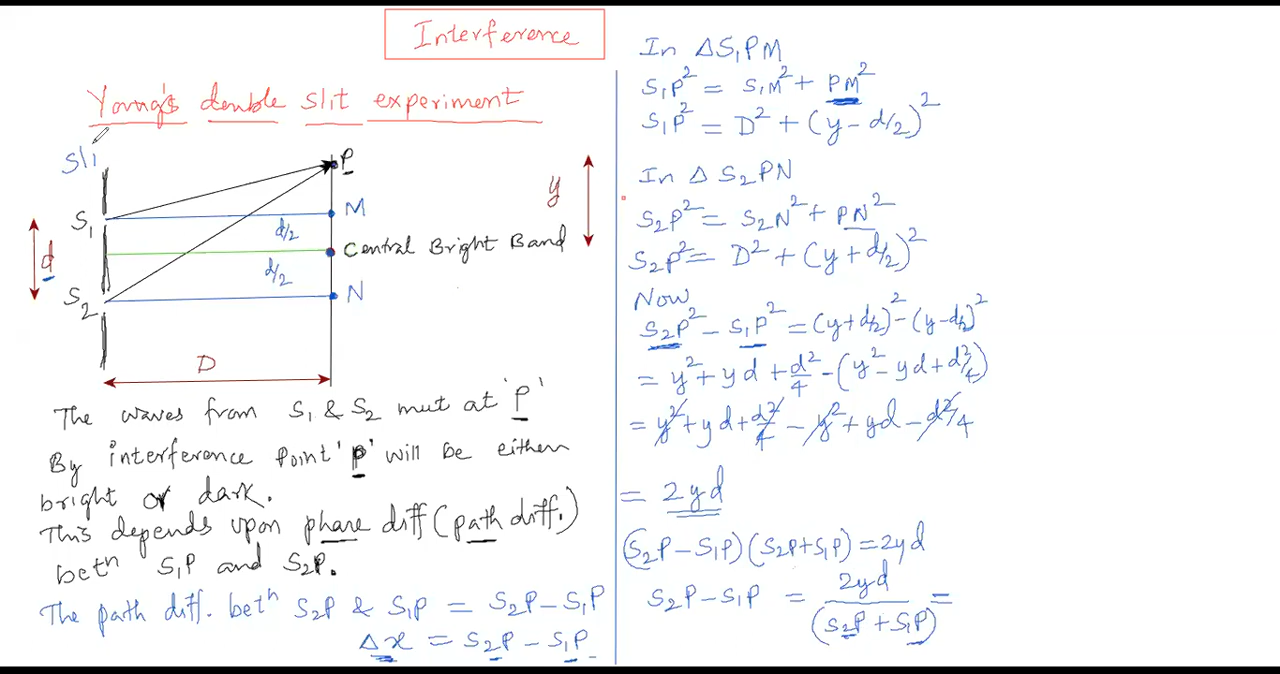 Interference
Young's double slit experiment
Sli
S₁
S₂
d
d/2
d/2
D
P
M
Central Bright Band
N
y
The waves from S₁ & S₂ mut at 'P'
By interference point 'P' will be either
bright or dark.
This depends upon phase diff (path diff.)
betⁿ S₁P and S₂P.
The path diff. betⁿ S₂P & S₁P = S₂P - S₁P
Δx = S₂P - S₁P
In ΔS₁PM
S₁P² = S₁M² + PM²
S₁P² = D² + (y - d/2)²
In Δ S₂PN
S₂P² = S₂N² + PN²
S₂P² = D² + (y + d/2)²
Now
S₂P² - S₁P² = (y+d/2)² - (y-d/2)²
= y² + yd + d²/4 - (y² - yd + d²/4)
= y² + yd + d²/4 - y² + yd - d²/4
= 2yd
(S₂P - S₁P) (S₂P + S₁P) = 2yd
S₂P - S₁P = 2yd / (S₂P + S₁P) =